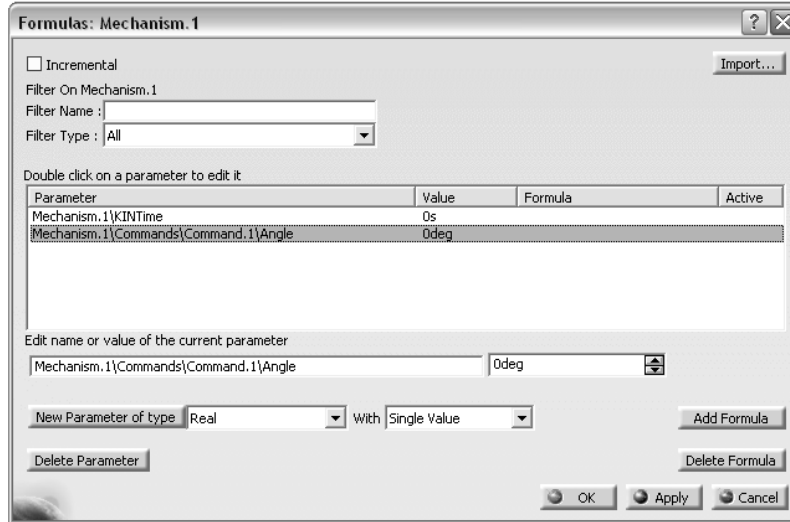 Formulas: Mechanism.1
Incremental
Import...
Filter On Mechanism.1
Filter Name :
Filter Type : All
Double click on a parameter to edit it
Parameter Value Formula Active
Mechanism.1\KINTime 0s
Mechanism.1\Commands\Command.1\Angle 0deg
Edit name or value of the current parameter
Mechanism.1\Commands\Command.1\Angle 0deg
New Parameter of type Real With Single Value Add Formula
Delete Parameter Delete Formula
OK Apply Cancel